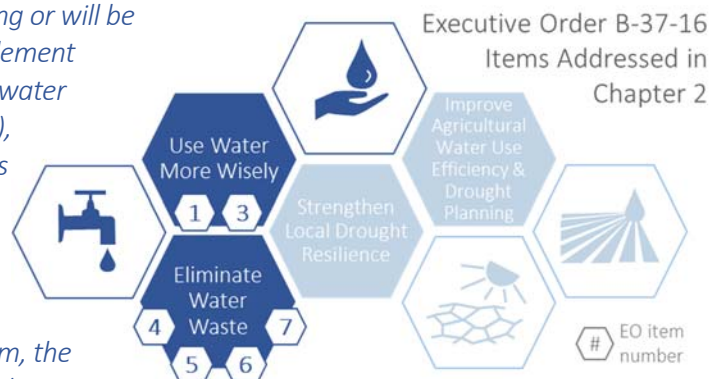 ng or will be
lement
water
),
s
m, the
Executive Order B-37-16
Items Addressed in
Chapter 2
Use Water
More Wisely
1 3
Improve
Agricultural
Water Use
Efficiency &
Drought
Planning
Strengthen
Local Drought
Resilience
Eliminate
Water
Waste
4 7
5 6
# EO item
number